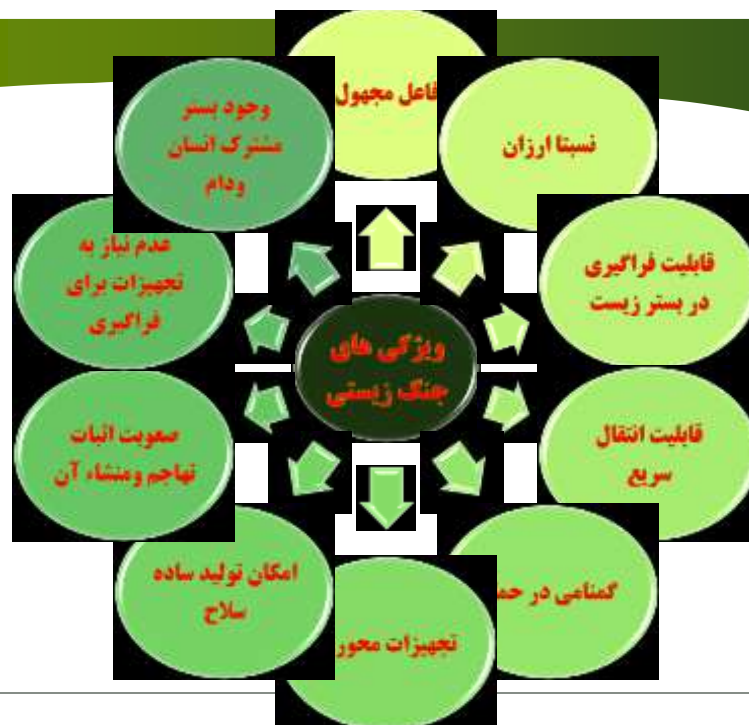 ویژگی های
جنگ زیستی
فاعل مجهول
نسبتا ارزان
قابلیت فراگیری
در بستر زیست
قابلیت انتقال
سریع
گمنامی در
تجهیزات محور
امکان تولید ساده
سلاح
صعوبت اثبات
تهاجم ومنشاء آن
عدم نیاز به
تجهیزات برای
فراگیری
وجود بستر
مشترک انسان
ودام